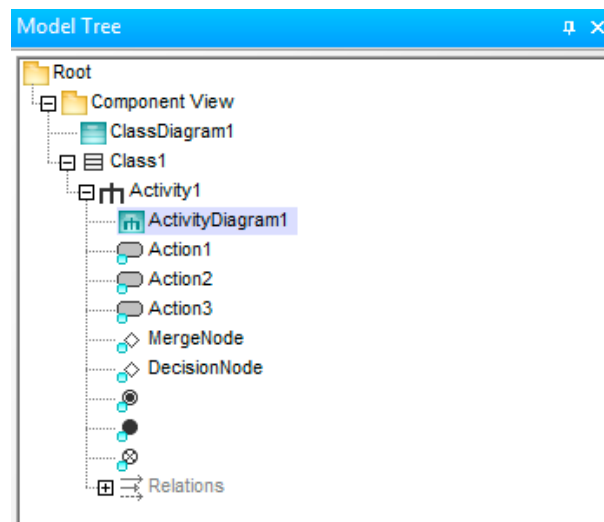 Model Tree
Root
Component View
ClassDiagram1
Class1
Activity1
ActivityDiagram1
Action1
Action2
Action3
MergeNode
DecisionNode
Relations